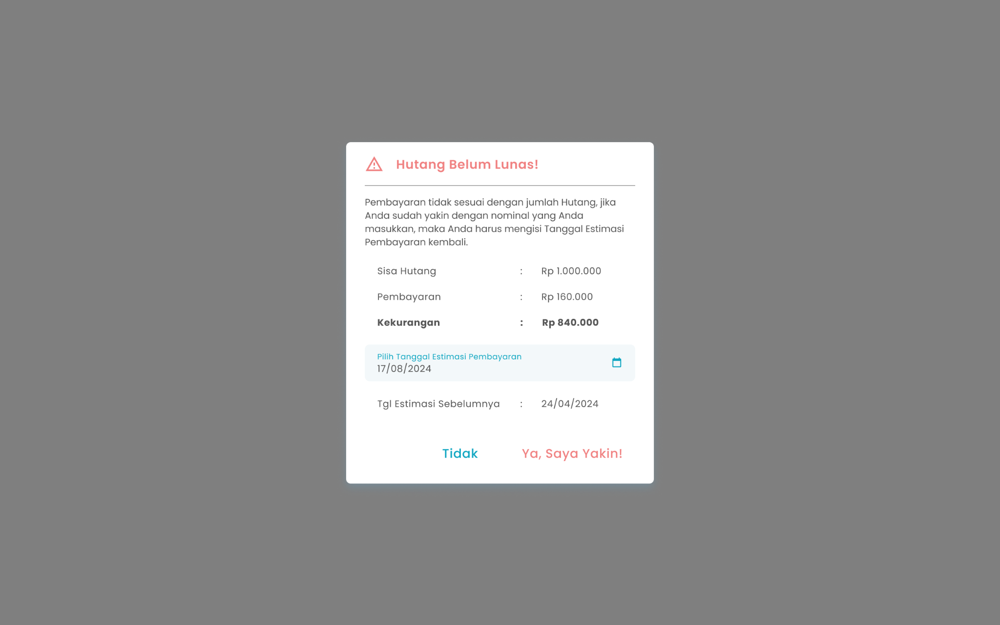 Hutang Belum Lunas!
Pembayaran tidak sesuai dengan jumlah Hutang, jika
Anda sudah yakin dengan nominal yang Anda
masukkan, maka Anda harus mengisi Tanggal Estimasi
Pembayaran kembali.
Sisa Hutang : Rp 1.000.000
Pembayaran : Rp 160.000
Kekurangan : Rp 840.000
Pilih Tanggal Estimasi Pembayaran
17/08/2024
Tgl Estimasi Sebelumnya : 24/04/2024
Tidak Ya, Saya Yakin!